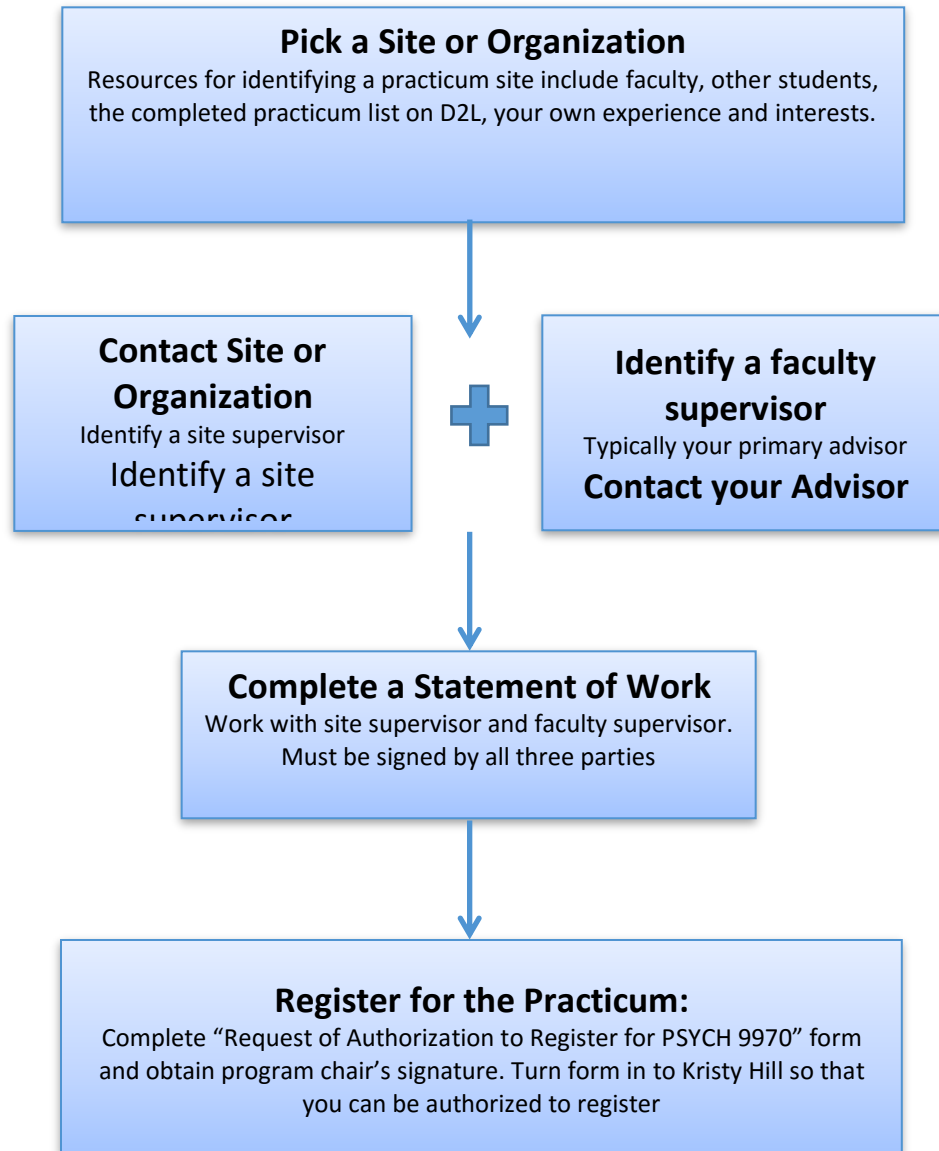 Pick a Site or Organization
Resources for identifying a practicum site include faculty, other students,
the completed practicum list on D2L, your own experience and interests.
Contact Site or
Organization
Identify a site supervisor
Identify a site
supervisor
Identify a faculty
supervisor
Typically your primary advisor
Contact your Advisor
Complete a Statement of Work
Work with site supervisor and faculty supervisor.
Must be signed by all three parties
Register for the Practicum:
Complete “Request of Authorization to Register for PSYCH 9970” form
and obtain program chair’s signature. Turn form in to Kristy Hill so that
you can be authorized to register